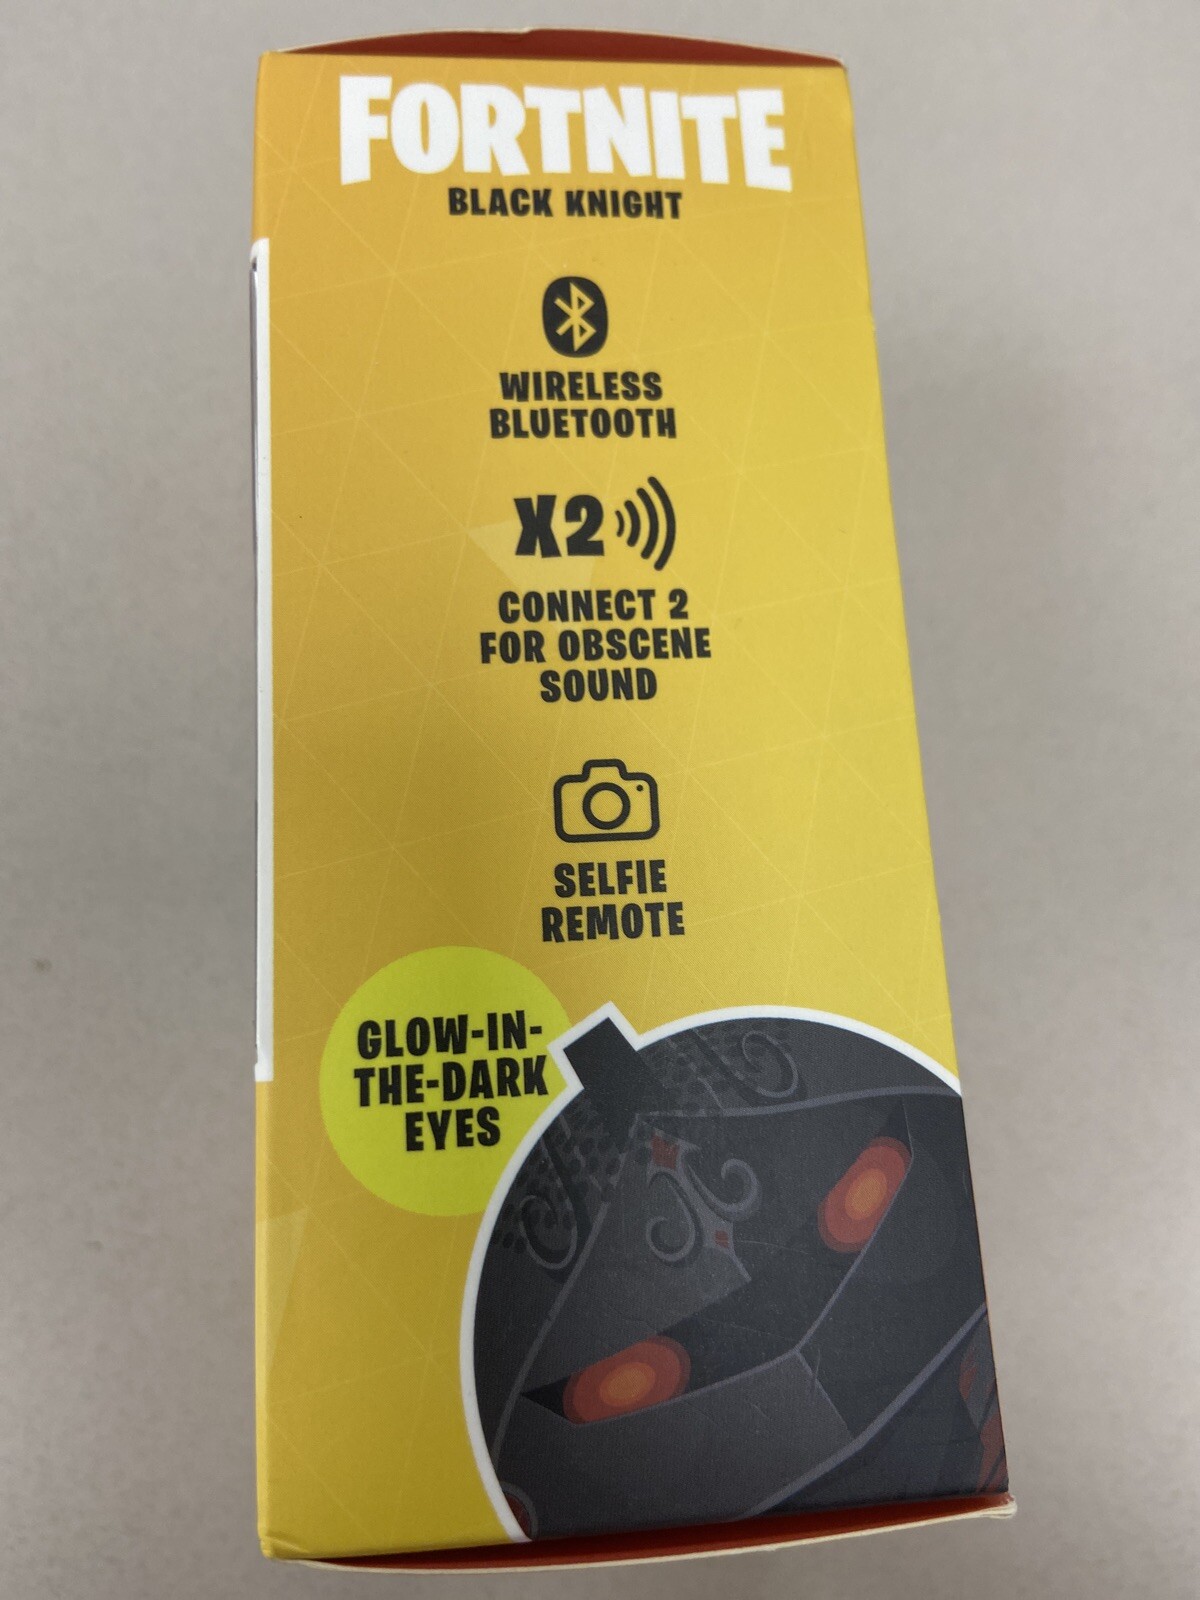 FORTNITE
BLACK KNIGHT
WIRELESS
BLUETOOTH
X2
CONNECT 2
FOR OBSCENE
SOUND
SELFIE
REMOTE
GLOW-IN-
THE-DARK
EYES